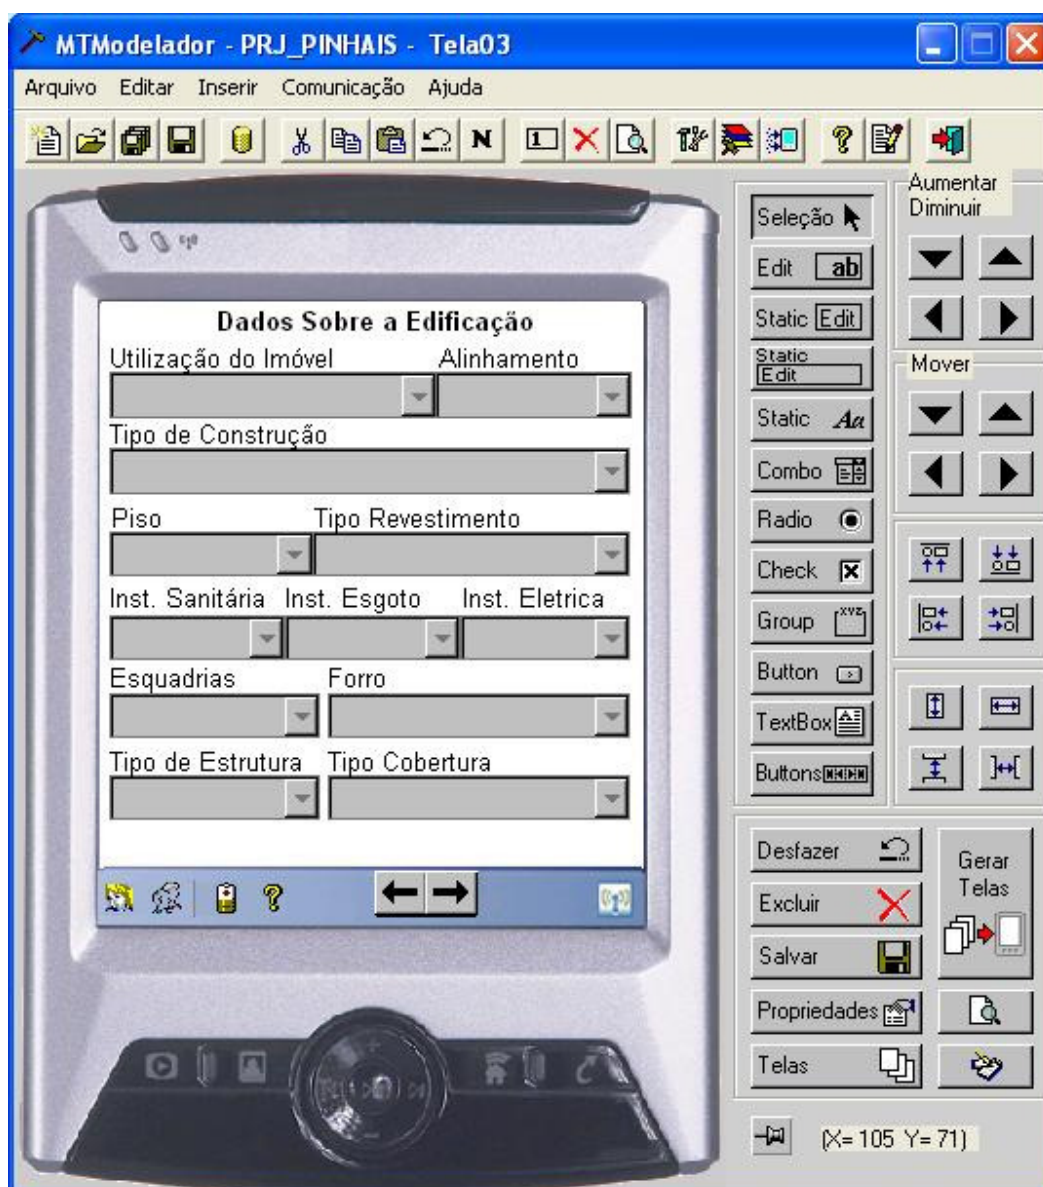 MTModelador - PRJ_PINHAIS - Tela03
Arquivo Editar Inserir Comunicação Ajuda
N 1
Aumentar
Diminuir
Seleção
Edit ab
Static Edit
Static
Edit
Mover
Static Aa
Combo
Radio
Check
Group XYZ
Button
TextBox
Buttons
Dados Sobre a Edificação
Utilização do Imóvel Alinhamento
Tipo de Construção
Piso Tipo Revestimento
Inst. Sanitária Inst. Esgoto Inst. Eletrica
Esquadrias Forro
Tipo de Estrutura Tipo Cobertura
Desfazer
Excluir
Salvar
Propriedades
Telas
Gerar
Telas
(X= 105 Y= 71)